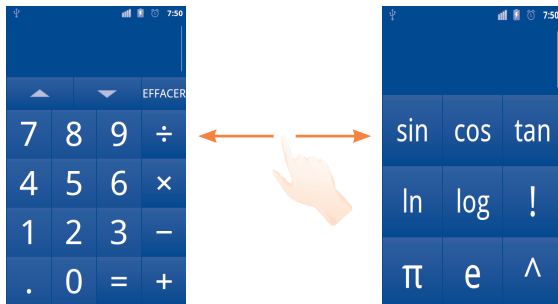 7:50
EFFACER
7 8 9 ÷
4 5 6 ×
1 2 3 −
. 0 = +
7:50
sin cos tan
ln log !
π e ^